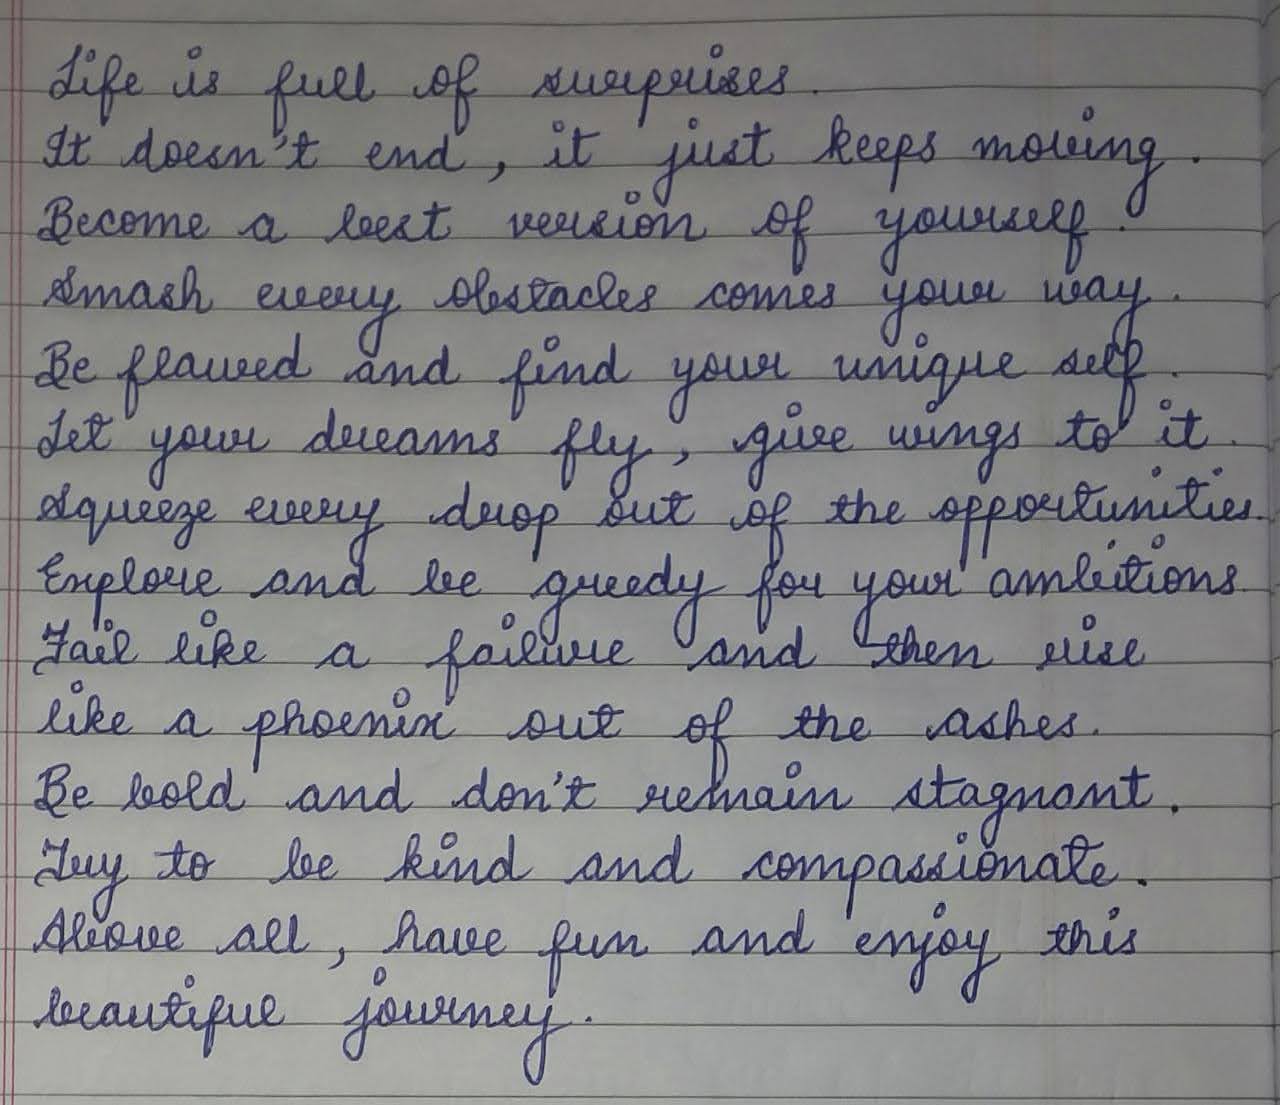 Life is full of surprises.
It doesn't end, it just keeps moving.
Become a best version of yourself.
Smash every obstacles comes your way.
Be flawed and find your unique self.
Let your dreams fly, give wings to it.
Squeeze every drop out of the opportunities.
Explore and be greedy for your ambitions.
Fail like a failure and then rise
like a phoenix out of the ashes.
Be bold and don't remain stagnant.
Try to be kind and compassionate.
Above all, have fun and enjoy this
beautiful journey.